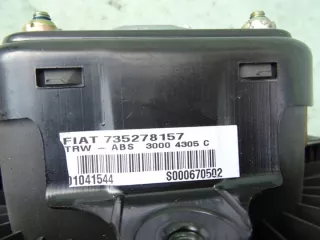 FIAT 735278157
TRW - ABS 3000 4305 C
01041544 S000670502